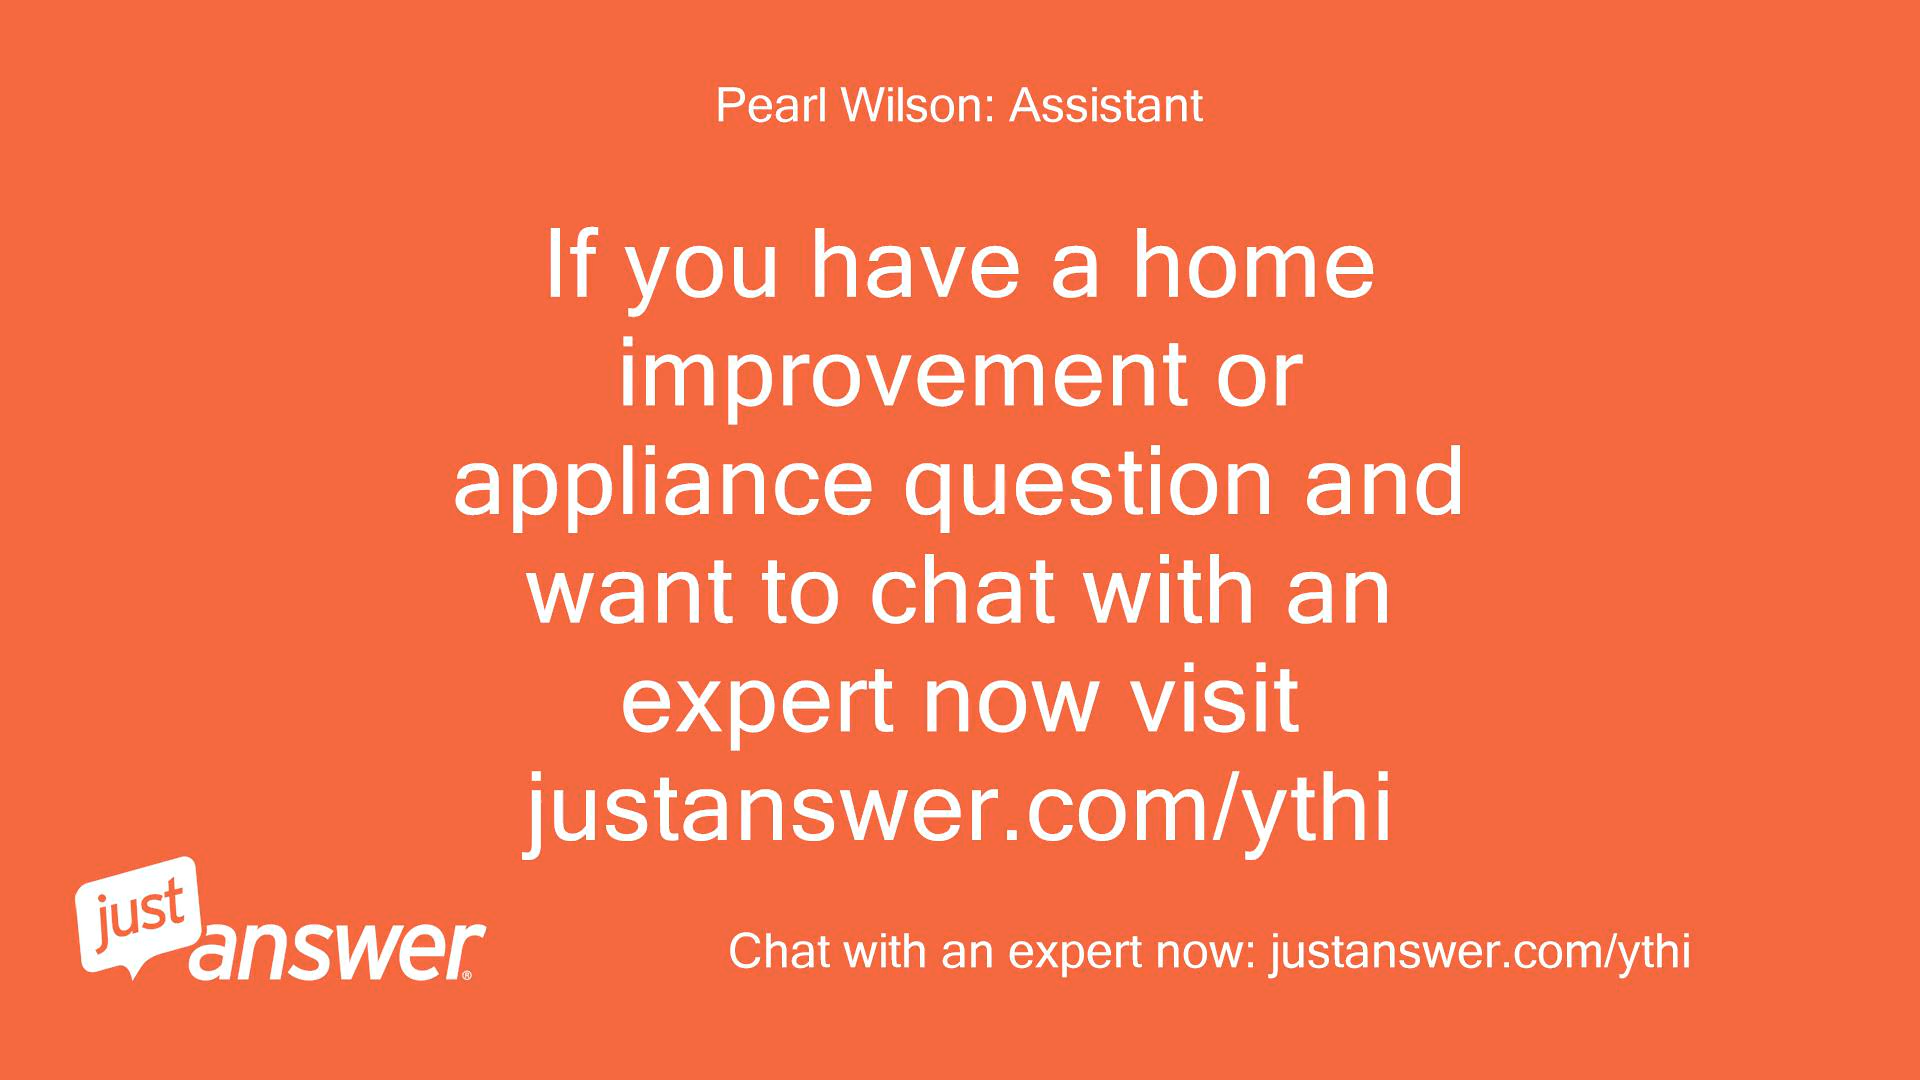 Pearl Wilson: Assistant
If you have a home
improvement or
appliance question and
want to chat with an
expert now visit
justanswer.com/ythi
just
answer®
Chat with an expert now: justanswer.com/ythi